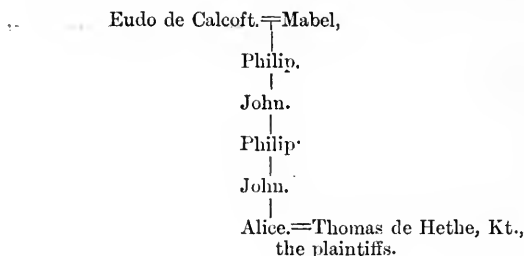 Eudo de Calcoft.=Mabel,
Philip.
John.
Philip·
John.
Alice.=Thomas de Hethe, Kt.,
the plaintiffs.